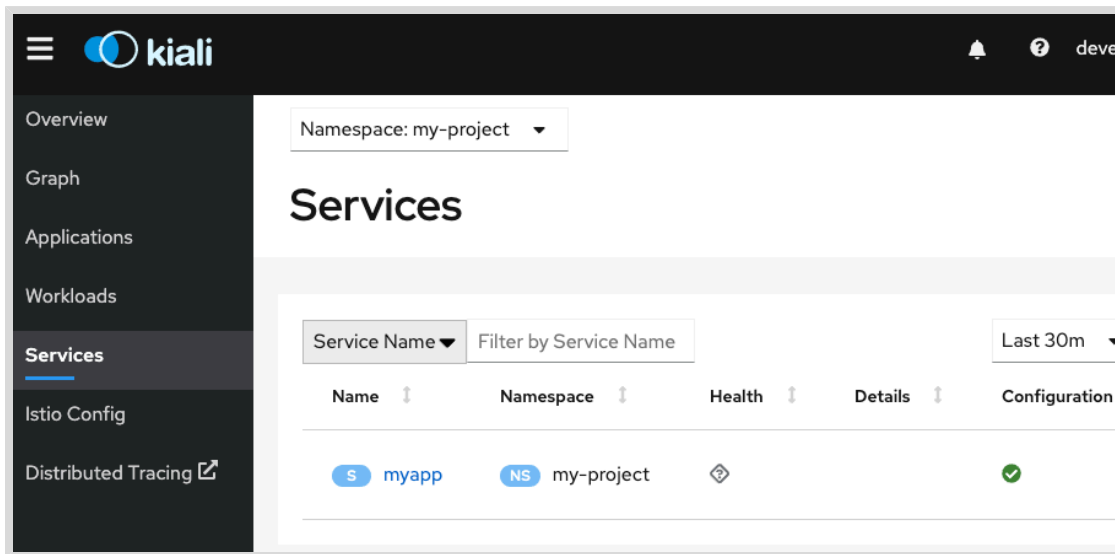 kiali
deve
Overview
Graph
Applications
Workloads
Services
Istio Config
Distributed Tracing
Namespace: my-project
Services
Service Name
Filter by Service Name
Last 30m
Name
Namespace
Health
Details
Configuration
S
myapp
NS
my-project